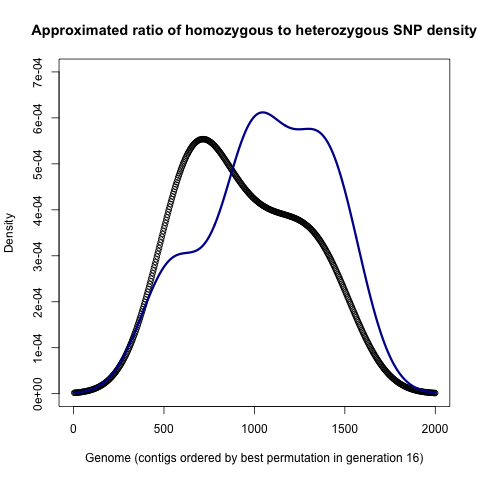 Approximated ratio of homozygous to heterozygous SNP density
7e-04
6e-04
5e-04
4e-04
3e-04
2e-04
1e-04
0e+00
Density
0 500 1000 1500 2000
Genome (contigs ordered by best permutation in generation 16)